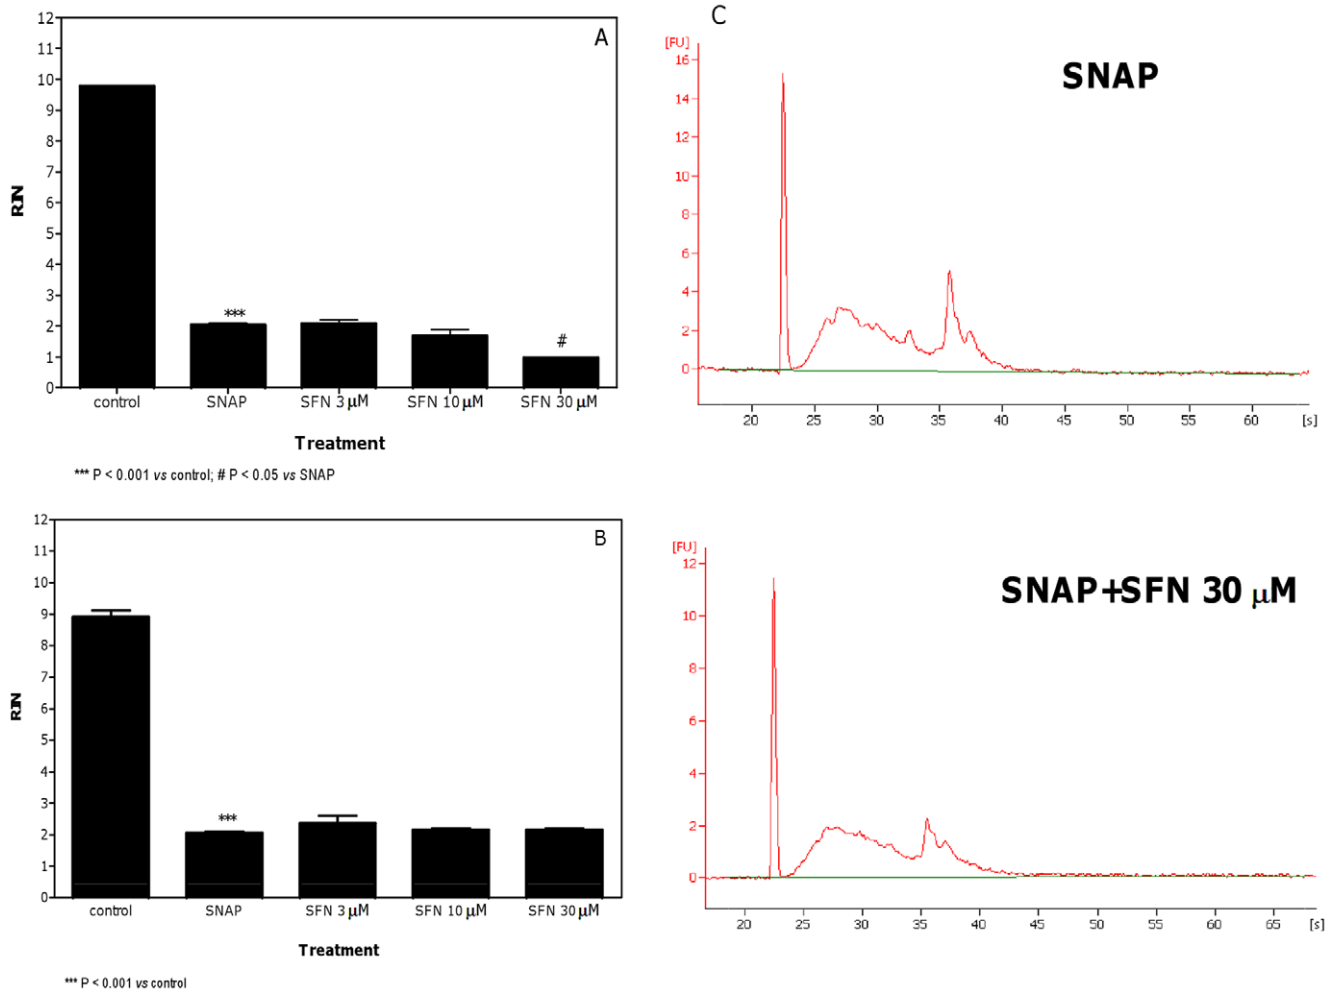 A
12
11
10
9
8
7
6
5
4
3
2
1
0
RIN
***
#
control SNAP SFN 3 μM SFN 10 μM SFN 30 μM
Treatment
*** P < 0.001 vs control; # P < 0.05 vs SNAP
B
12
11
10
9
8
7
6
5
4
3
2
1
0
RIN
***
control SNAP SFN 3 μM SFN 10 μM SFN 30 μM
Treatment
*** P < 0.001 vs control
C
[FU]
SNAP
16
14
12
10
8
6
4
2
0
20 25 30 35 40 45 50 55 60 [s]
[FU]
SNAP+SFN 30 μM
12
10
8
6
4
2
0
20 25 30 35 40 45 50 55 60 65 [s]